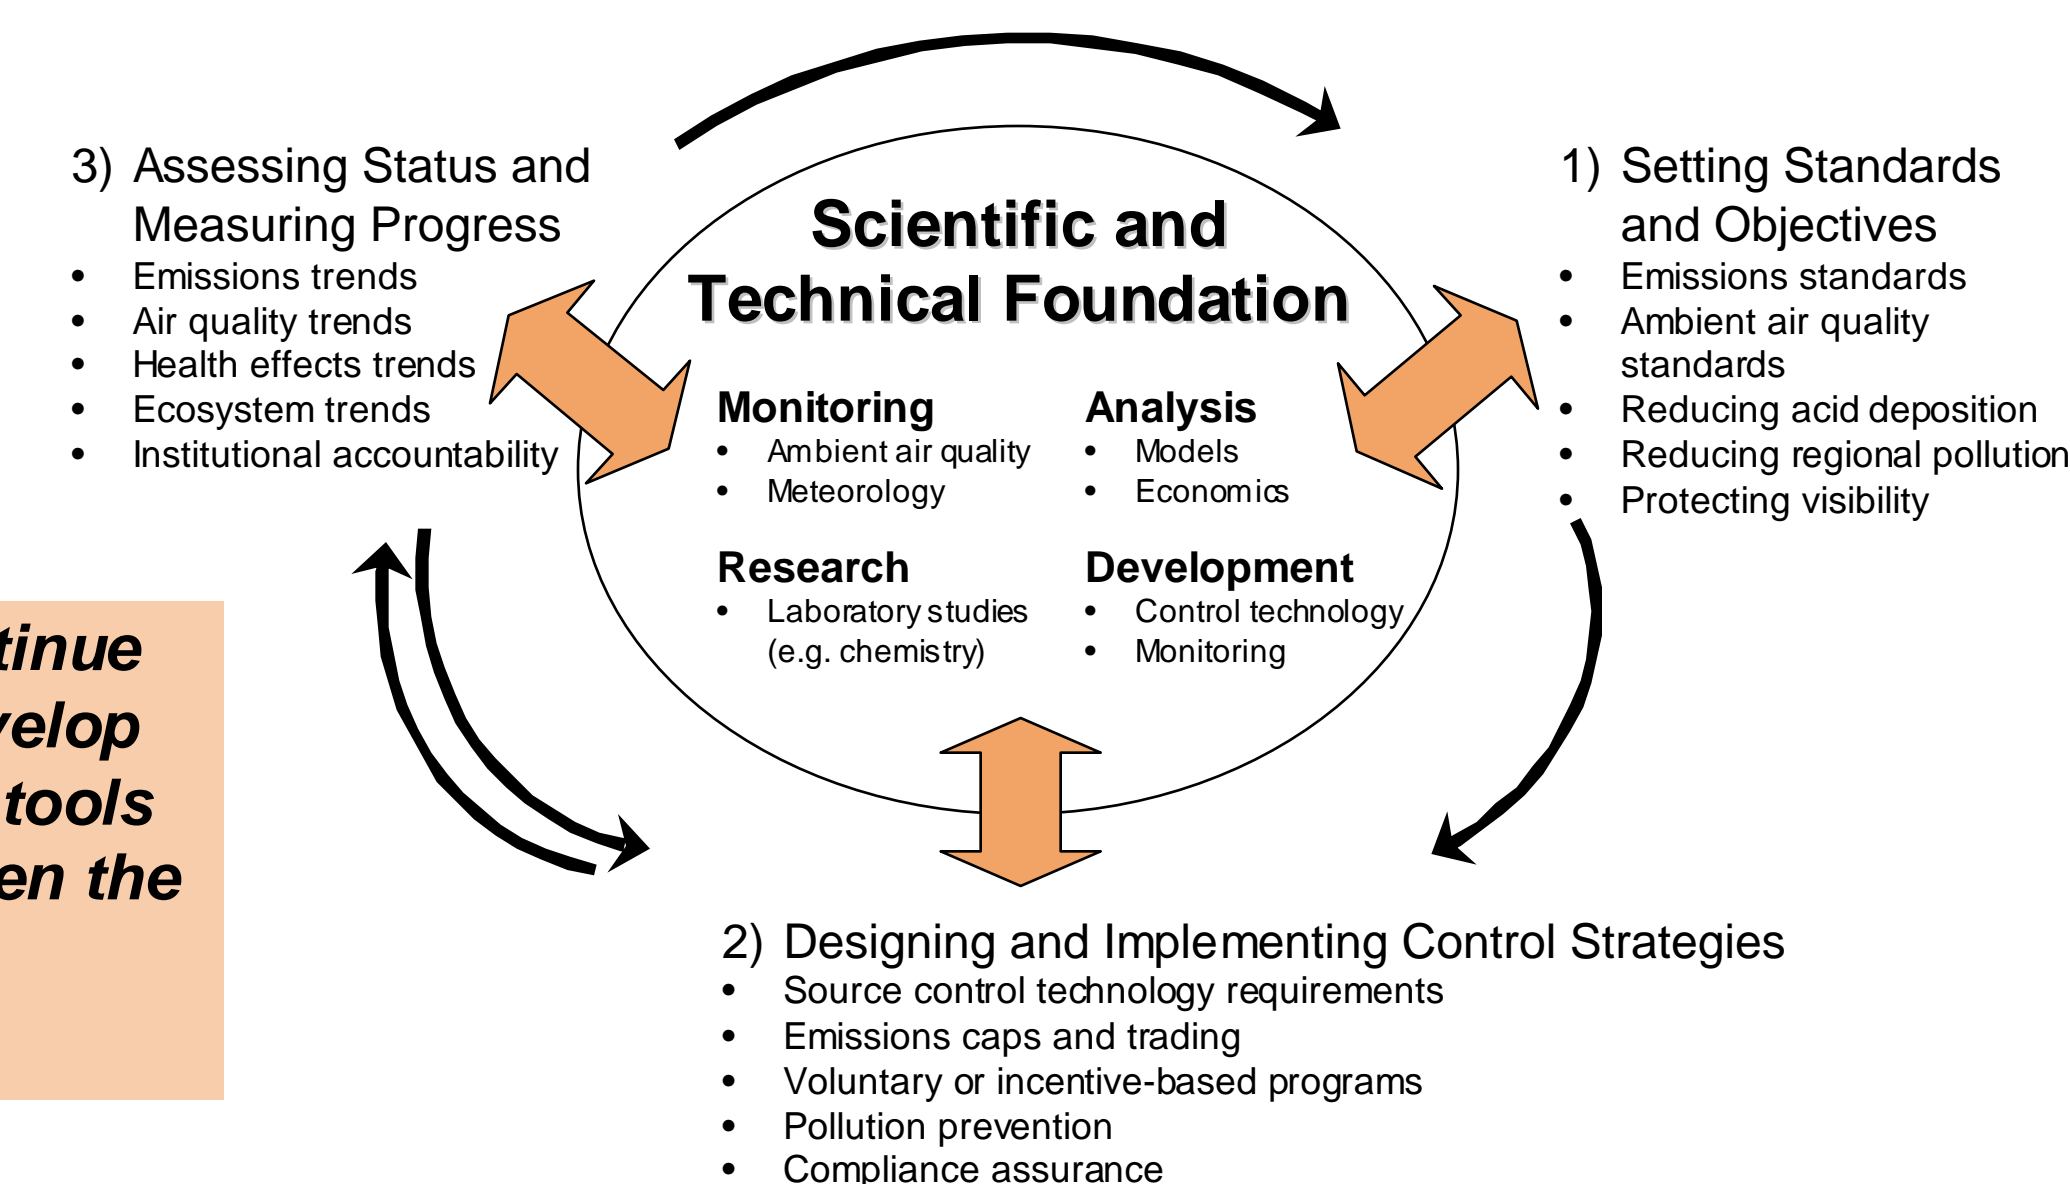 3) Assessing Status and
Measuring Progress
• Emissions trends
• Air quality trends
• Health effects trends
• Ecosystem trends
• Institutional accountability
Scientific and
Technical Foundation
Monitoring
• Ambient air quality
• Meteorology
Analysis
• Models
• Economics
Research
• Laboratory studies
(e.g. chemistry)
Development
• Control technology
• Monitoring
1) Setting Standards
and Objectives
• Emissions standards
• Ambient air quality
standards
• Reducing acid deposition
• Reducing regional pollution
• Protecting visibility
tinue
velop
tools
en the
2) Designing and Implementing Control Strategies
• Source control technology requirements
• Emissions caps and trading
• Voluntary or incentive-based programs
• Pollution prevention
• Compliance assurance